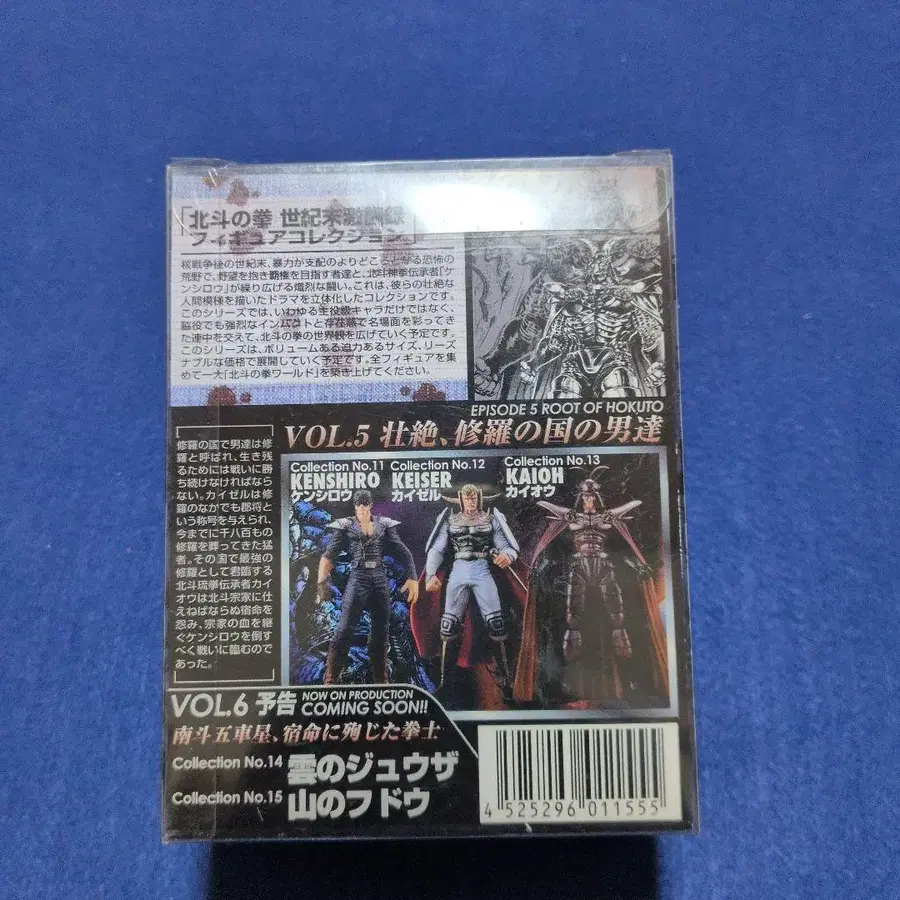 「北斗の拳 世紀末激闘録
フィギュアコレクション」
核戦争後の世紀末、暴力が支配のよりどころとなる恐怖の
荒野で、野望を抱き覇権を目指す者達と、北斗神拳伝承者「ケ
ンシロウ」が繰り広げる熾烈な闘い。これは、彼らの壮絶な
人間模様を描いたドラマを立体化したコレクションです。
このシリーズでは、いわゆる主役級キャラだけではなく、
脇役でも強烈なインパクトと存在感で名場面を彩ってき
た連中を交えて、北斗の拳の世界観を広げていく予定です。
このシリーズは、ボリュームある迫力あるサイズ、リーズ
ナブルな価格で展開していく予定です。全フィギュアを集
めて一大「北斗の拳ワールド」を築き上げてください。
EPISODE 5 ROOT OF HOKUTO
VOL.5 壮絶、修羅の国の男達
修羅の国で男達は修
羅と呼ばれ、生き残
るためには戦いに勝
ち続けなければなら
ない。カイゼルは修
羅のなかでも郡将と
いう称号を与えられ、
今までに千八百もの
修羅を葬ってきた猛
者。その国で最強の
修羅として君臨する
北斗琉拳伝承者カイ
オウは北斗宗家に仕
えねばならぬ宿命を
怨み、宗家の血を継
ぐケンシロウを倒すべ
く戦いに臨むので
あった。
Collection No.11
KENSHIRO
ケンシロウ
Collection No.12
KEISER
カイゼル
Collection No.13
KAIOH
カイオウ
VOL.6 予告 NOW ON PRODUCTION
COMING SOON!!
南斗五車星、宿命に殉じた拳士
Collection No.14 雲のジュウザ
Collection No.15 山のフドウ
4 525296 011555